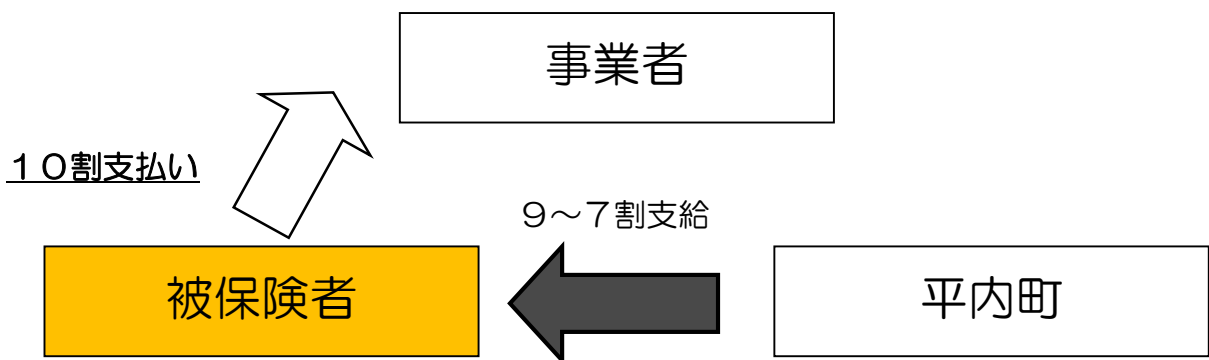 事業者
１０割支払い
９～７割支給
被保険者
平内町